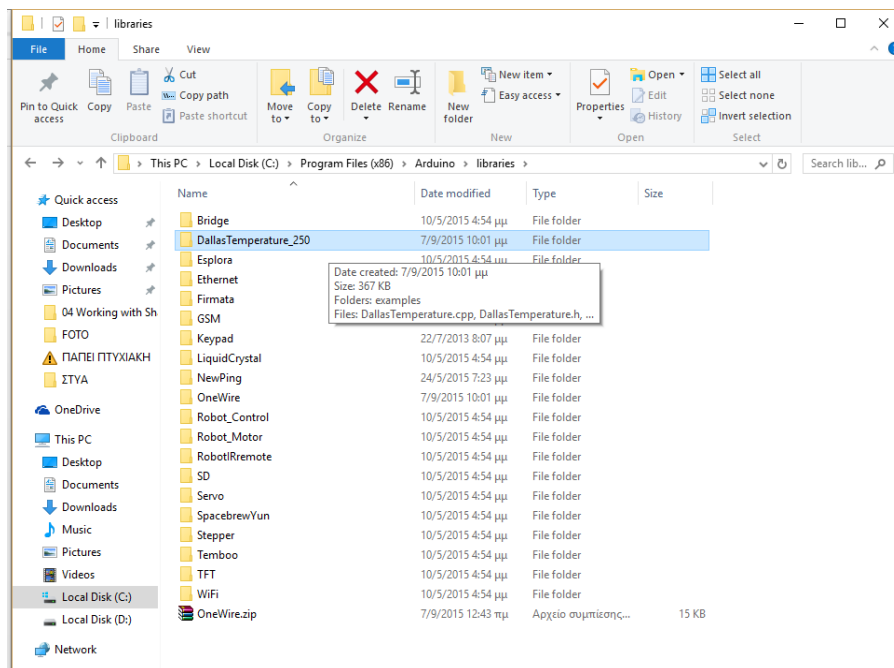 libraries
File Home Share View
Pin to Quick access
Copy
Paste
Cut
Copy path
Paste shortcut
Clipboard
Move to
Copy to
Delete
Rename
Organize
New folder
New item
Easy access
New
Properties
Open
Edit
History
Open
Select all
Select none
Invert selection
Select
This PC > Local Disk (C:) > Program Files (x86) > Arduino > libraries >
Search lib...
Quick access
Desktop
Documents
Downloads
Pictures
04 Working with Sh
FOTO
ΠΑΠΕΙ ΠΤΥΧΙΑΚΗ
ΣΤΥΑ
OneDrive
This PC
Desktop
Documents
Downloads
Music
Pictures
Videos
Local Disk (C:)
Local Disk (D:)
Network
Name Date modified Type Size
Bridge 10/5/2015 4:54 μμ File folder
DallasTemperature_250 7/9/2015 10:01 μμ File folder
Esplora 10/5/2015 4:54 μμ File folder
Ethernet
Firmata
GSM
Date created: 7/9/2015 10:01 μμ
Size: 367 KB
Folders: examples
Files: DallasTemperature.cpp, DallasTemperature.h, ...
Keypad 22/7/2013 8:07 μμ File folder
LiquidCrystal 10/5/2015 4:54 μμ File folder
NewPing 24/5/2015 7:23 μμ File folder
OneWire 7/9/2015 10:01 μμ File folder
Robot_Control 10/5/2015 4:54 μμ File folder
Robot_Motor 10/5/2015 4:54 μμ File folder
RobotIRremote 10/5/2015 4:54 μμ File folder
SD 10/5/2015 4:54 μμ File folder
Servo 10/5/2015 4:54 μμ File folder
SpacebrewYun 10/5/2015 4:54 μμ File folder
Stepper 10/5/2015 4:54 μμ File folder
Temboo 10/5/2015 4:54 μμ File folder
TFT 10/5/2015 4:54 μμ File folder
WiFi 10/5/2015 4:54 μμ File folder
OneWire.zip 7/9/2015 12:43 πμ Αρχείο συμπίεσης... 15 KB